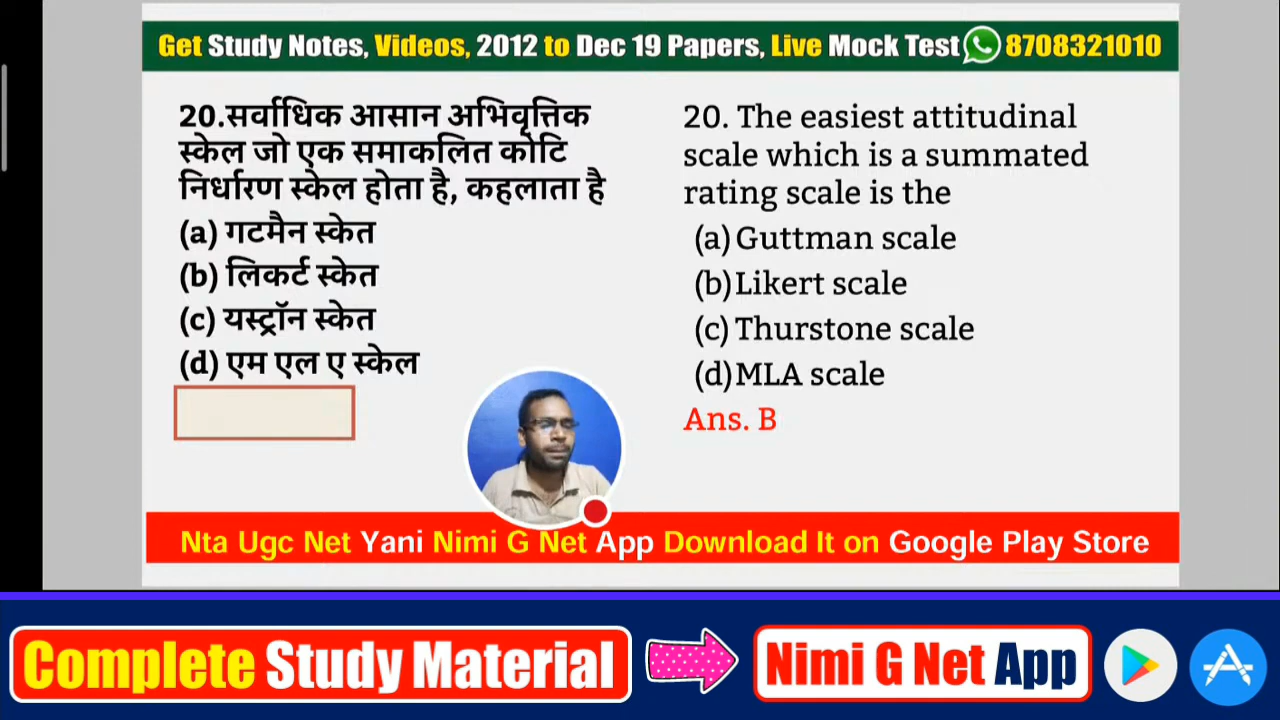 Get Study Notes, Videos, 2012 to Dec 19 Papers, Live Mock Test 8708321010
20.सर्वाधिक आसान अभिवृत्तिक
स्केल जो एक समाकलित कोटि
निर्धारण स्केल होता है, कहलाता है
(a) गटमैन स्केत
(b) लिकर्ट स्केत
(c) यस्ट्रॉन स्केत
(d) एम एल ए स्केल
20. The easiest attitudinal
scale which is a summated
rating scale is the
(a) Guttman scale
(b) Likert scale
(c) Thurstone scale
(d) MLA scale
Ans. B
Nta Ugc Net Yani Nimi G Net App Download It on Google Play Store
Complete Study Material
Nimi G Net App